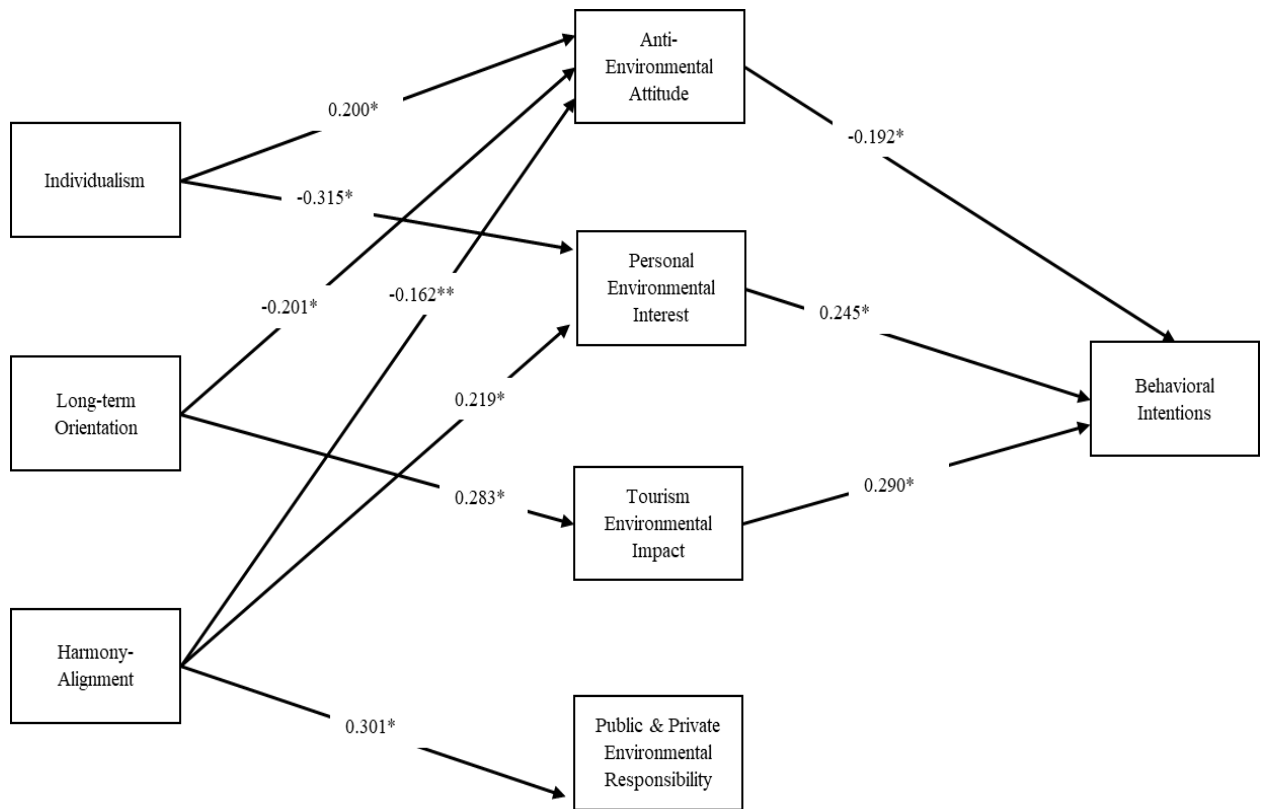 Anti-
Environmental
Attitude
0.200*
-0.192*
Individualism
-0.315*
Personal
Environmental
Interest
-0.201*
-0.162**
0.245*
Long-term
Orientation
0.219*
Behavioral
Intentions
0.283*
Tourism
Environmental
Impact
0.290*
Harmony-
Alignment
0.301*
Public & Private
Environmental
Responsibility